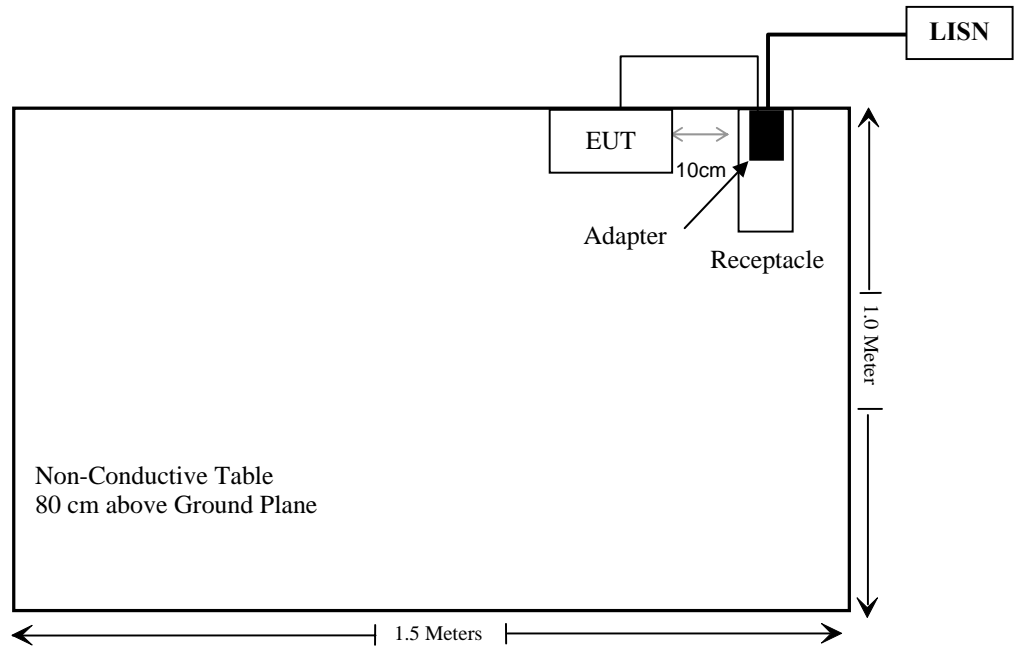 LISN
EUT
10cm
Adapter
Receptacle
1.0 Meter
Non-Conductive Table
80 cm above Ground Plane
1.5 Meters